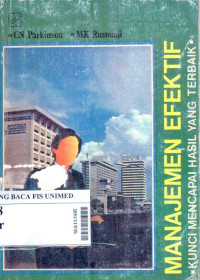 CN Parkinson • MK Rustomji
MANAJEMEN EFEKTIF
• KUNCI MENCAPAI HASIL YANG TERBAIK •
NG BACA FIS UNIMED